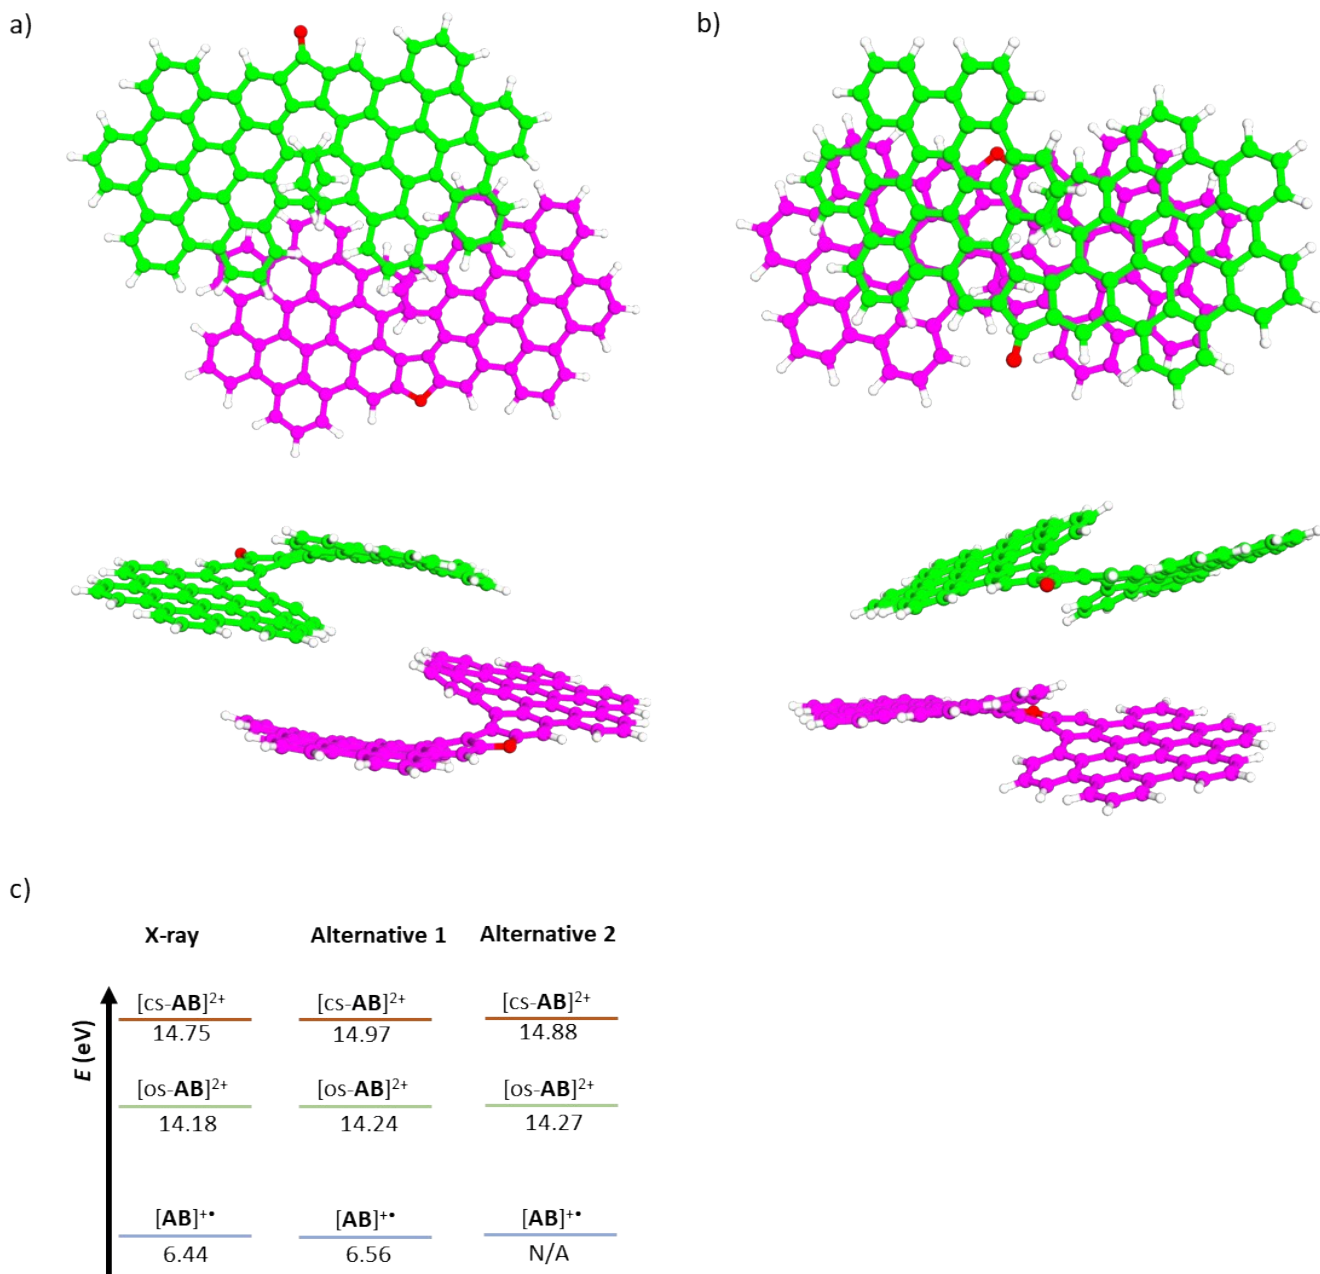 a)
b)
c)
X-ray
Alternative 1
Alternative 2
E (eV)
[cs-AB]²⁺
[cs-AB]²⁺
[cs-AB]²⁺
14.75
14.97
14.88
[os-AB]²⁺
[os-AB]²⁺
[os-AB]²⁺
14.18
14.24
14.27
[AB]⁺•
[AB]⁺•
[AB]⁺•
6.44
6.56
N/A